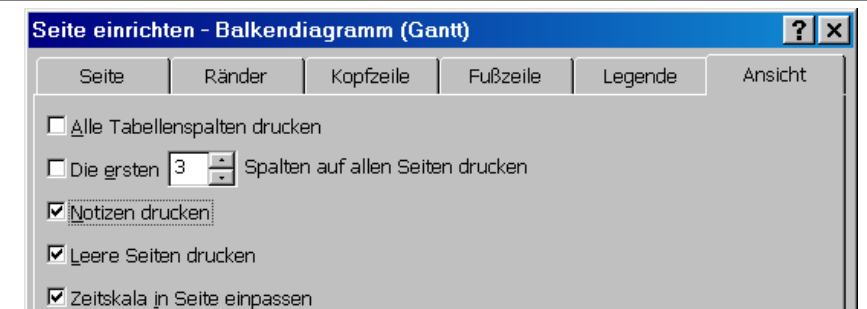 Seite einrichten - Balkendiagramm (Gantt)
Seite Ränder Kopfzeile Fußzeile Legende Ansicht
Alle Tabellenspalten drucken
Die ersten 3 Spalten auf allen Seiten drucken
Notizen drucken
Leere Seiten drucken
Zeitskala in Seite einpassen